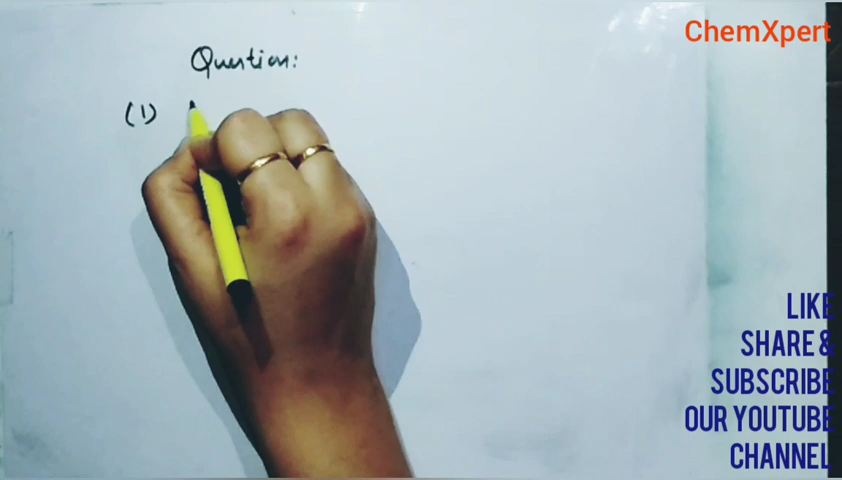 ChemXpert
Question:
(1)
LIKE
SHARE &
SUBSCRIBE
OUR YOUTUBE
CHANNEL